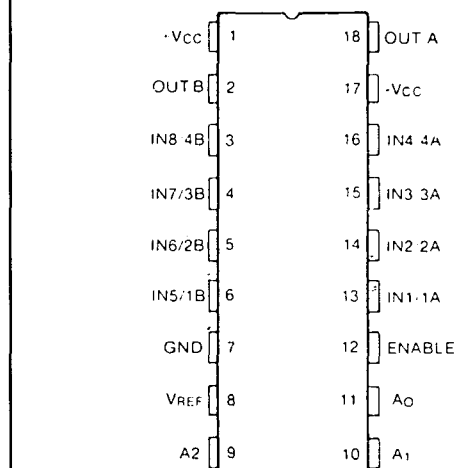 +Vcc 1 18 OUT A
OUT B 2 17 -Vcc
IN8/4B 3 16 IN4/4A
IN7/3B 4 15 IN3/3A
IN6/2B 5 14 IN2/2A
IN5/1B 6 13 IN1/1A
GND 7 12 ENABLE
VREF 8 11 A0
A2 9 10 A1